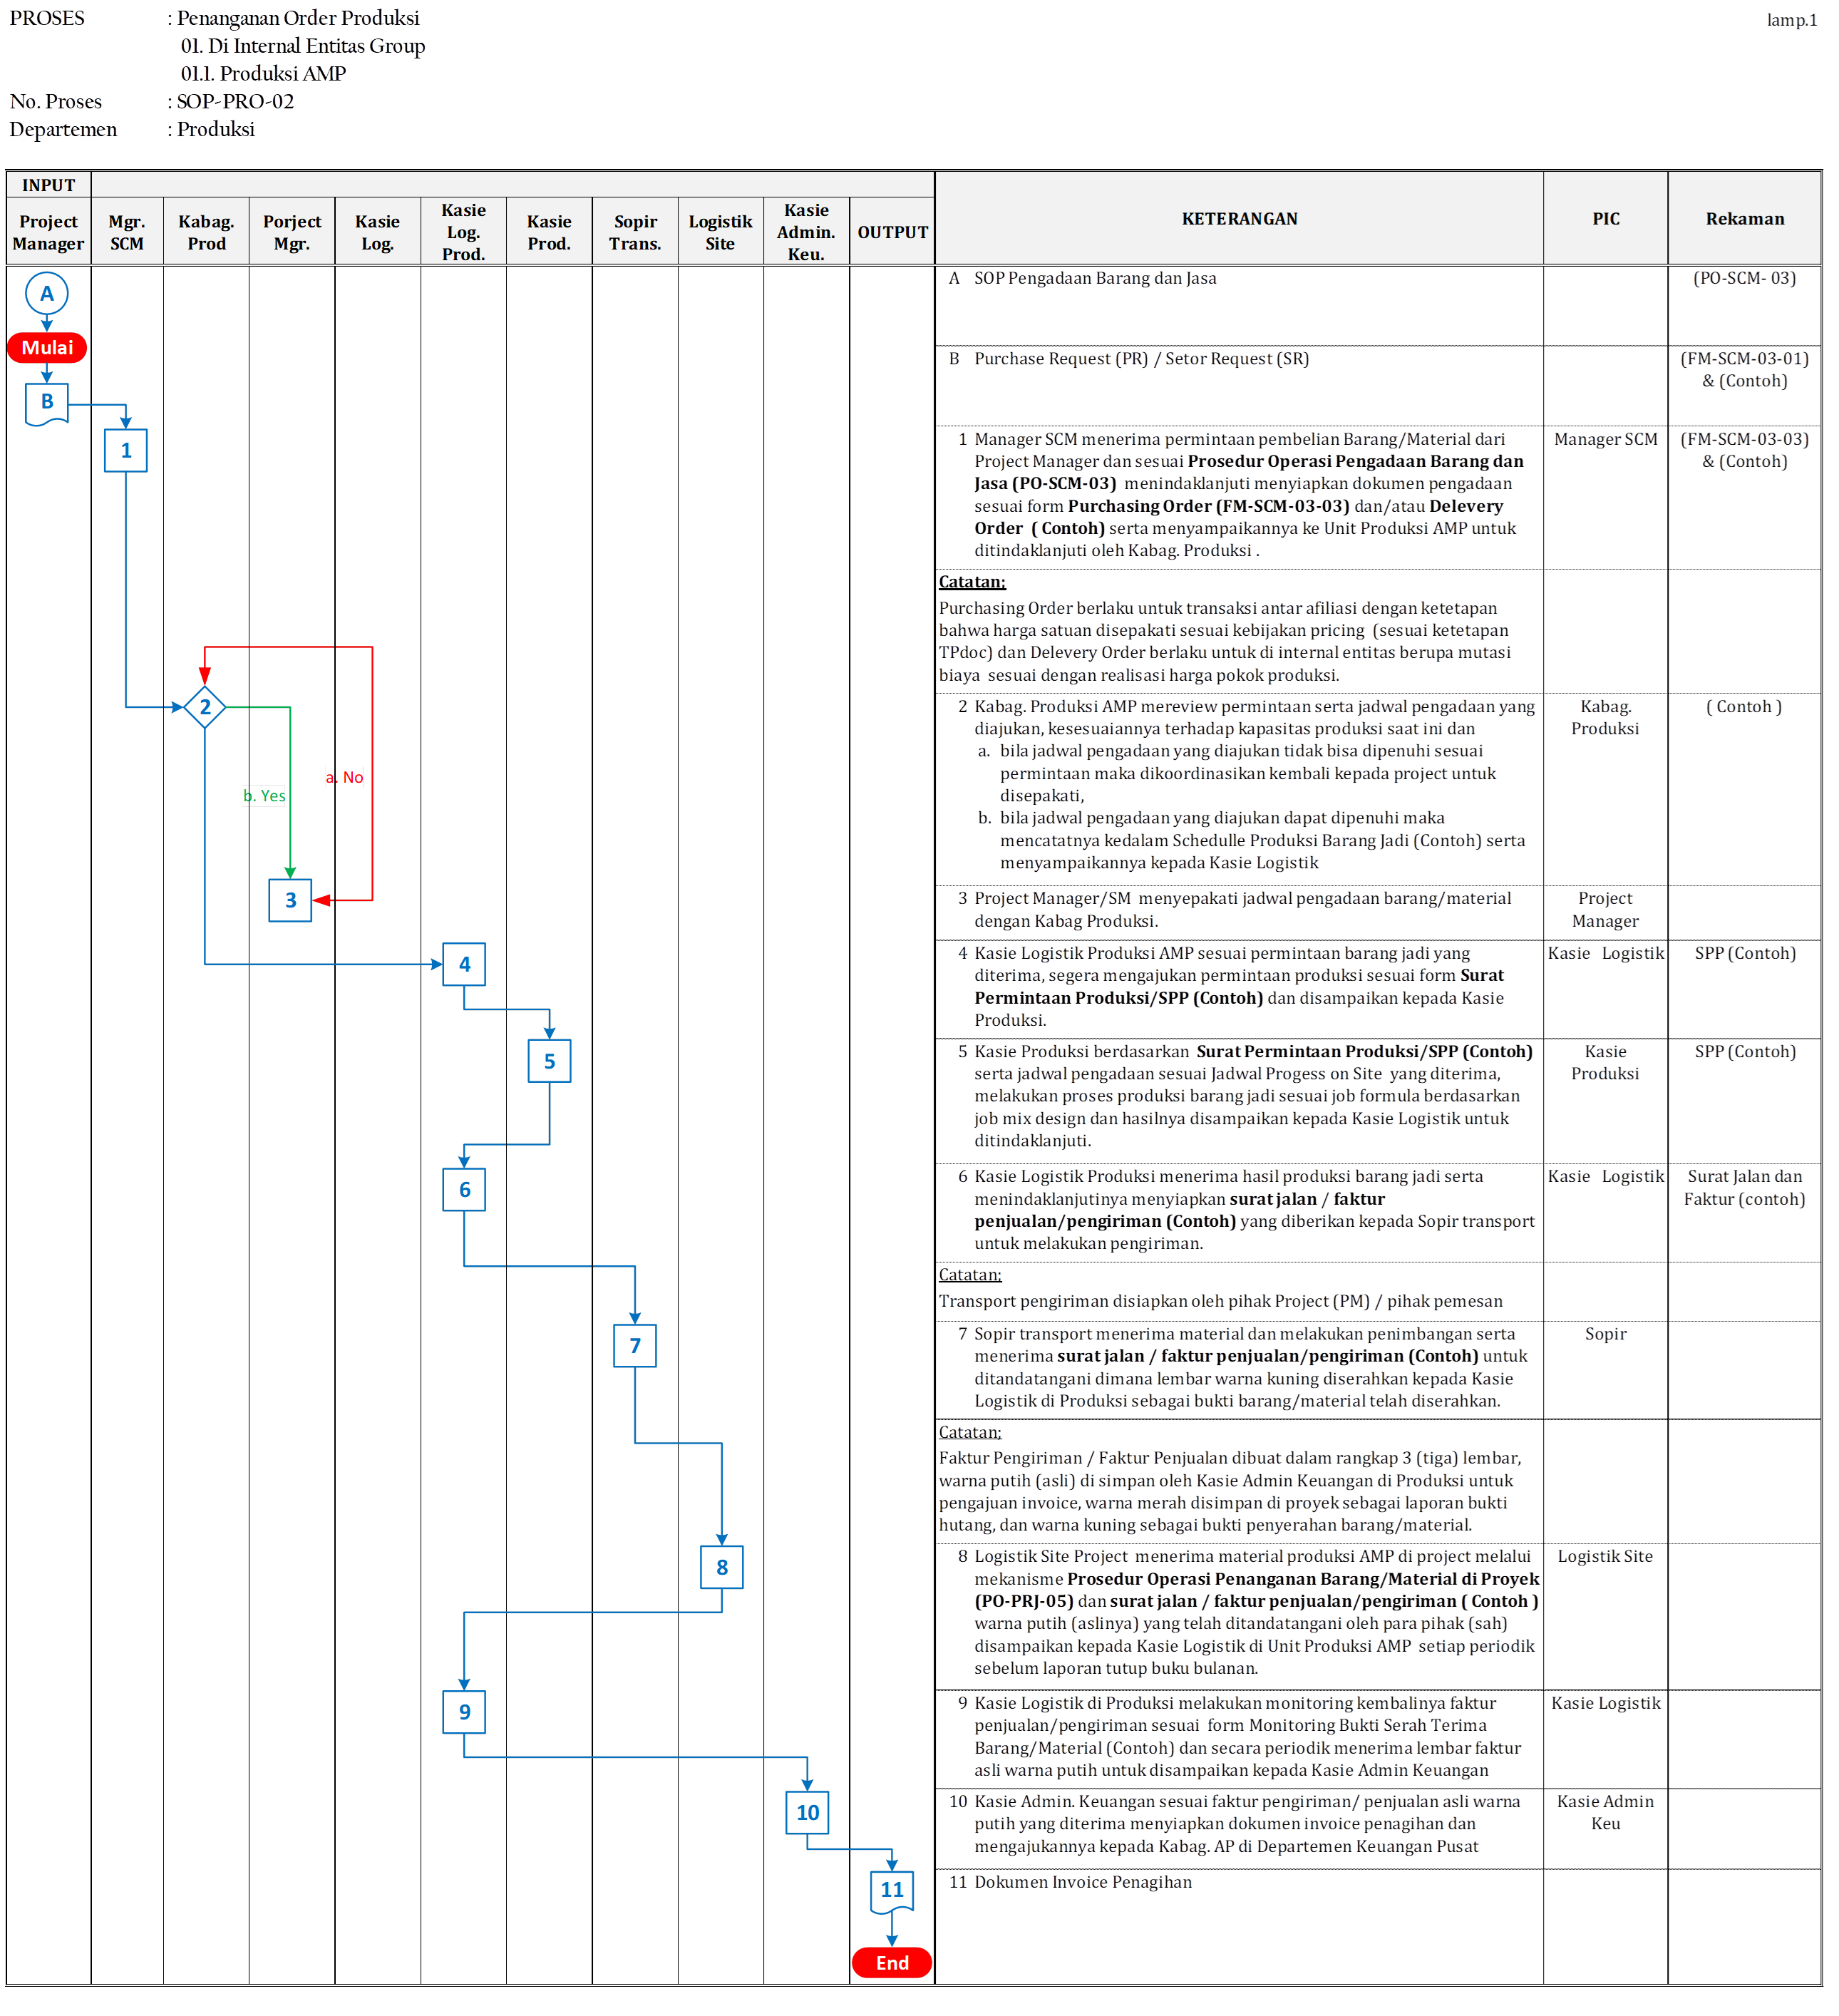 PROSES : Penanganan Order Produksi
lamp.1
01. Di Internal Entitas Group
01.1. Produksi AMP
No. Proses : SOP-PRO-02
Departemen : Produksi
INPUT
Project Manager
Mgr. SCM
Kabag. Prod
Porject Mgr.
Kasie Log.
Kasie Log. Prod.
Kasie Prod.
Sopir Trans.
Logistik Site
Kasie Admin. Keu.
OUTPUT
KETERANGAN
PIC
Rekaman
A
Mulai
B
1
2
a. No
b. Yes
3
4
5
6
7
8
9
10
11
End
A SOP Pengadaan Barang dan Jasa
(PO-SCM- 03)
B Purchase Request (PR) / Setor Request (SR)
(FM-SCM-03-01)
& (Contoh)
1 Manager SCM menerima permintaan pembelian Barang/Material dari
Project Manager dan sesuai Prosedur Operasi Pengadaan Barang dan
Jasa (PO-SCM-03) menindaklanjuti menyiapkan dokumen pengadaan
sesuai form Purchasing Order (FM-SCM-03-03) dan/atau Delevery
Order ( Contoh) serta menyampaikannya ke Unit Produksi AMP untuk
ditindaklanjuti oleh Kabag. Produksi .
Manager SCM
(FM-SCM-03-03)
& (Contoh)
Catatan;
Purchasing Order berlaku untuk transaksi antar afiliasi dengan ketetapan
bahwa harga satuan disepakati sesuai kebijakan pricing (sesuai ketetapan
TPdoc) dan Delevery Order berlaku untuk di internal entitas berupa mutasi
biaya sesuai dengan realisasi harga pokok produksi.
2 Kabag. Produksi AMP mereview permintaan serta jadwal pengadaan yang
diajukan, kesesuaiannya terhadap kapasitas produksi saat ini dan
a. bila jadwal pengadaan yang diajukan tidak bisa dipenuhi sesuai
permintaan maka dikoordinasikan kembali kepada project untuk
disepakati,
b. bila jadwal pengadaan yang diajukan dapat dipenuhi maka
mencatatnya kedalam Schedulle Produksi Barang Jadi (Contoh) serta
menyampaikannya kepada Kasie Logistik
Kabag.
Produksi
( Contoh )
3 Project Manager/SM menyepakati jadwal pengadaan barang/material
dengan Kabag Produksi.
Project
Manager
4 Kasie Logistik Produksi AMP sesuai permintaan barang jadi yang
diterima, segera mengajukan permintaan produksi sesuai form Surat
Permintaan Produksi/SPP (Contoh) dan disampaikan kepada Kasie
Produksi.
Kasie Logistik
SPP (Contoh)
5 Kasie Produksi berdasarkan Surat Permintaan Produksi/SPP (Contoh)
serta jadwal pengadaan sesuai Jadwal Progess on Site yang diterima,
melakukan proses produksi barang jadi sesuai job formula berdasarkan
job mix design dan hasilnya disampaikan kepada Kasie Logistik untuk
ditindaklanjuti.
Kasie
Produksi
SPP (Contoh)
6 Kasie Logistik Produksi menerima hasil produksi barang jadi serta
menindaklanjutinya menyiapkan surat jalan / faktur
penjualan/pengiriman (Contoh) yang diberikan kepada Sopir transport
untuk melakukan pengiriman.
Kasie Logistik
Surat Jalan dan
Faktur (contoh)
Catatan;
Transport pengiriman disiapkan oleh pihak Project (PM) / pihak pemesan
7 Sopir transport menerima material dan melakukan penimbangan serta
menerima surat jalan / faktur penjualan/pengiriman (Contoh) untuk
ditandatangani dimana lembar warna kuning diserahkan kepada Kasie
Logistik di Produksi sebagai bukti barang/material telah diserahkan.
Sopir
Catatan;
Faktur Pengiriman / Faktur Penjualan dibuat dalam rangkap 3 (tiga) lembar,
warna putih (asli) di simpan oleh Kasie Admin Keuangan di Produksi untuk
pengajuan invoice, warna merah disimpan di proyek sebagai laporan bukti
hutang, dan warna kuning sebagai bukti penyerahan barang/material.
8 Logistik Site Project menerima material produksi AMP di project melalui
mekanisme Prosedur Operasi Penanganan Barang/Material di Proyek
(PO-PRJ-05) dan surat jalan / faktur penjualan/pengiriman ( Contoh )
warna putih (aslinya) yang telah ditandatangani oleh para pihak (sah)
disampaikan kepada Kasie Logistik di Unit Produksi AMP setiap periodik
sebelum laporan tutup buku bulanan.
Logistik Site
9 Kasie Logistik di Produksi melakukan monitoring kembalinya faktur
penjualan/pengiriman sesuai form Monitoring Bukti Serah Terima
Barang/Material (Contoh) dan secara periodik menerima lembar faktur
asli warna putih untuk disampaikan kepada Kasie Admin Keuangan
Kasie Logistik
10 Kasie Admin. Keuangan sesuai faktur pengiriman/ penjualan asli warna
putih yang diterima menyiapkan dokumen invoice penagihan dan
mengajukannya kepada Kabag. AP di Departemen Keuangan Pusat
Kasie Admin
Keu
11 Dokumen Invoice Penagihan